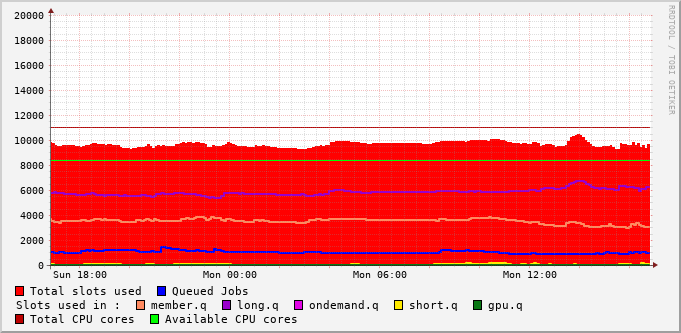 20000
18000
16000
14000
12000
10000
8000
6000
4000
2000
0
Sun 18:00 Mon 00:00 Mon 06:00 Mon 12:00
RRDTOOL / TOBI OETIKER
Total slots used Queued Jobs
Slots used in : member.q long.q ondemand.q short.q gpu.q
Total CPU cores Available CPU cores